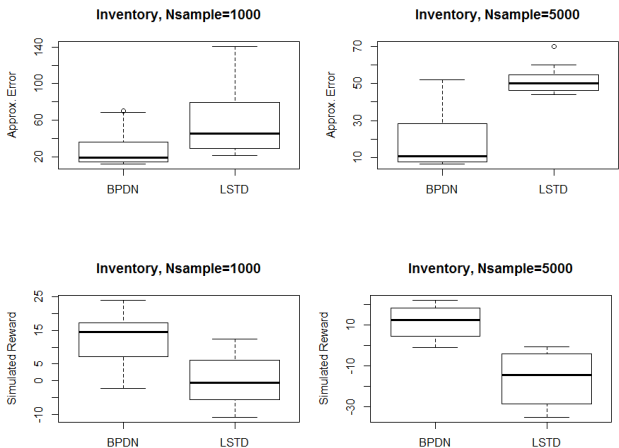 Inventory, Nsample=1000
Approx. Error
140
100
60
20
BPDN
LSTD
Inventory, Nsample=5000
Approx. Error
70
50
30
10
BPDN
LSTD
Inventory, Nsample=1000
Simulated Reward
25
15
5
0
-10
BPDN
LSTD
Inventory, Nsample=5000
Simulated Reward
10
-10
-30
BPDN
LSTD